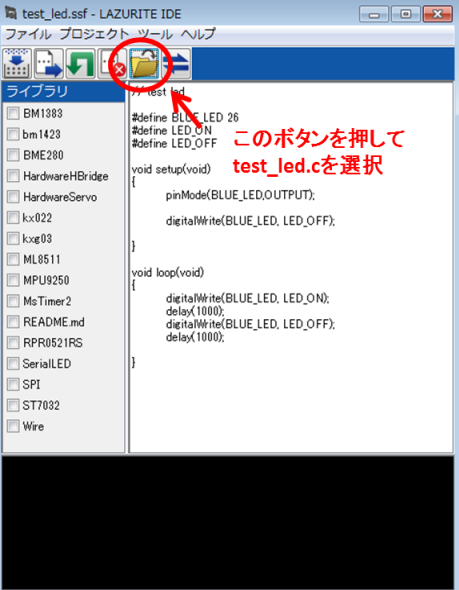 test_led.ssf - LAZURITE IDE
ファイル プロジェクト ツール ヘルプ
ライブラリ
BM1383
bm1423
BME280
HardwareHBridge
HardwareServo
kx022
kxg03
ML8511
MPU9250
MsTimer2
README.md
RPR0521RS
SerialLED
SPI
ST7032
Wire
// test led
#define BLUE_LED 26
#define LED_ON
#define LED_OFF
void setup(void)
{
pinMode(BLUE_LED,OUTPUT);
digitalWrite(BLUE_LED, LED_OFF);
}
void loop(void)
{
digitalWrite(BLUE_LED, LED_ON);
delay(1000);
digitalWrite(BLUE_LED, LED_OFF);
delay(1000);
}
このボタンを押して
test_led.cを選択